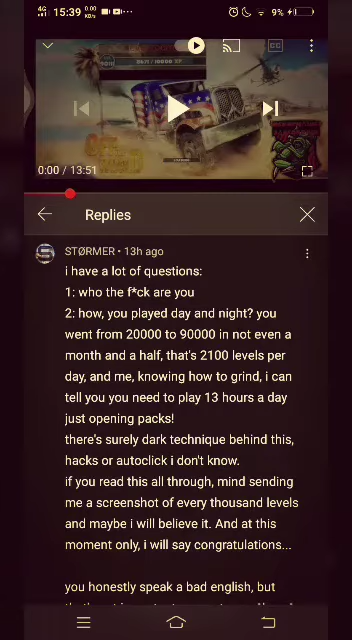 4G 15:39 0.00 KB/s 9%
0:00 / 13:51
Replies
STØRMER • 13h ago
i have a lot of questions:
1: who the f*ck are you
2: how, you played day and night? you
went from 20000 to 90000 in not even a
month and a half, that's 2100 levels per
day, and me, knowing how to grind, i can
tell you you need to play 13 hours a day
just opening packs!
there's surely dark technique behind this,
hacks or autoclick i don't know.
if you read this all through, mind sending
me a screenshot of every thousand levels
and maybe i will believe it. And at this
moment only, i will say congratulations...
you honestly speak a bad english, but